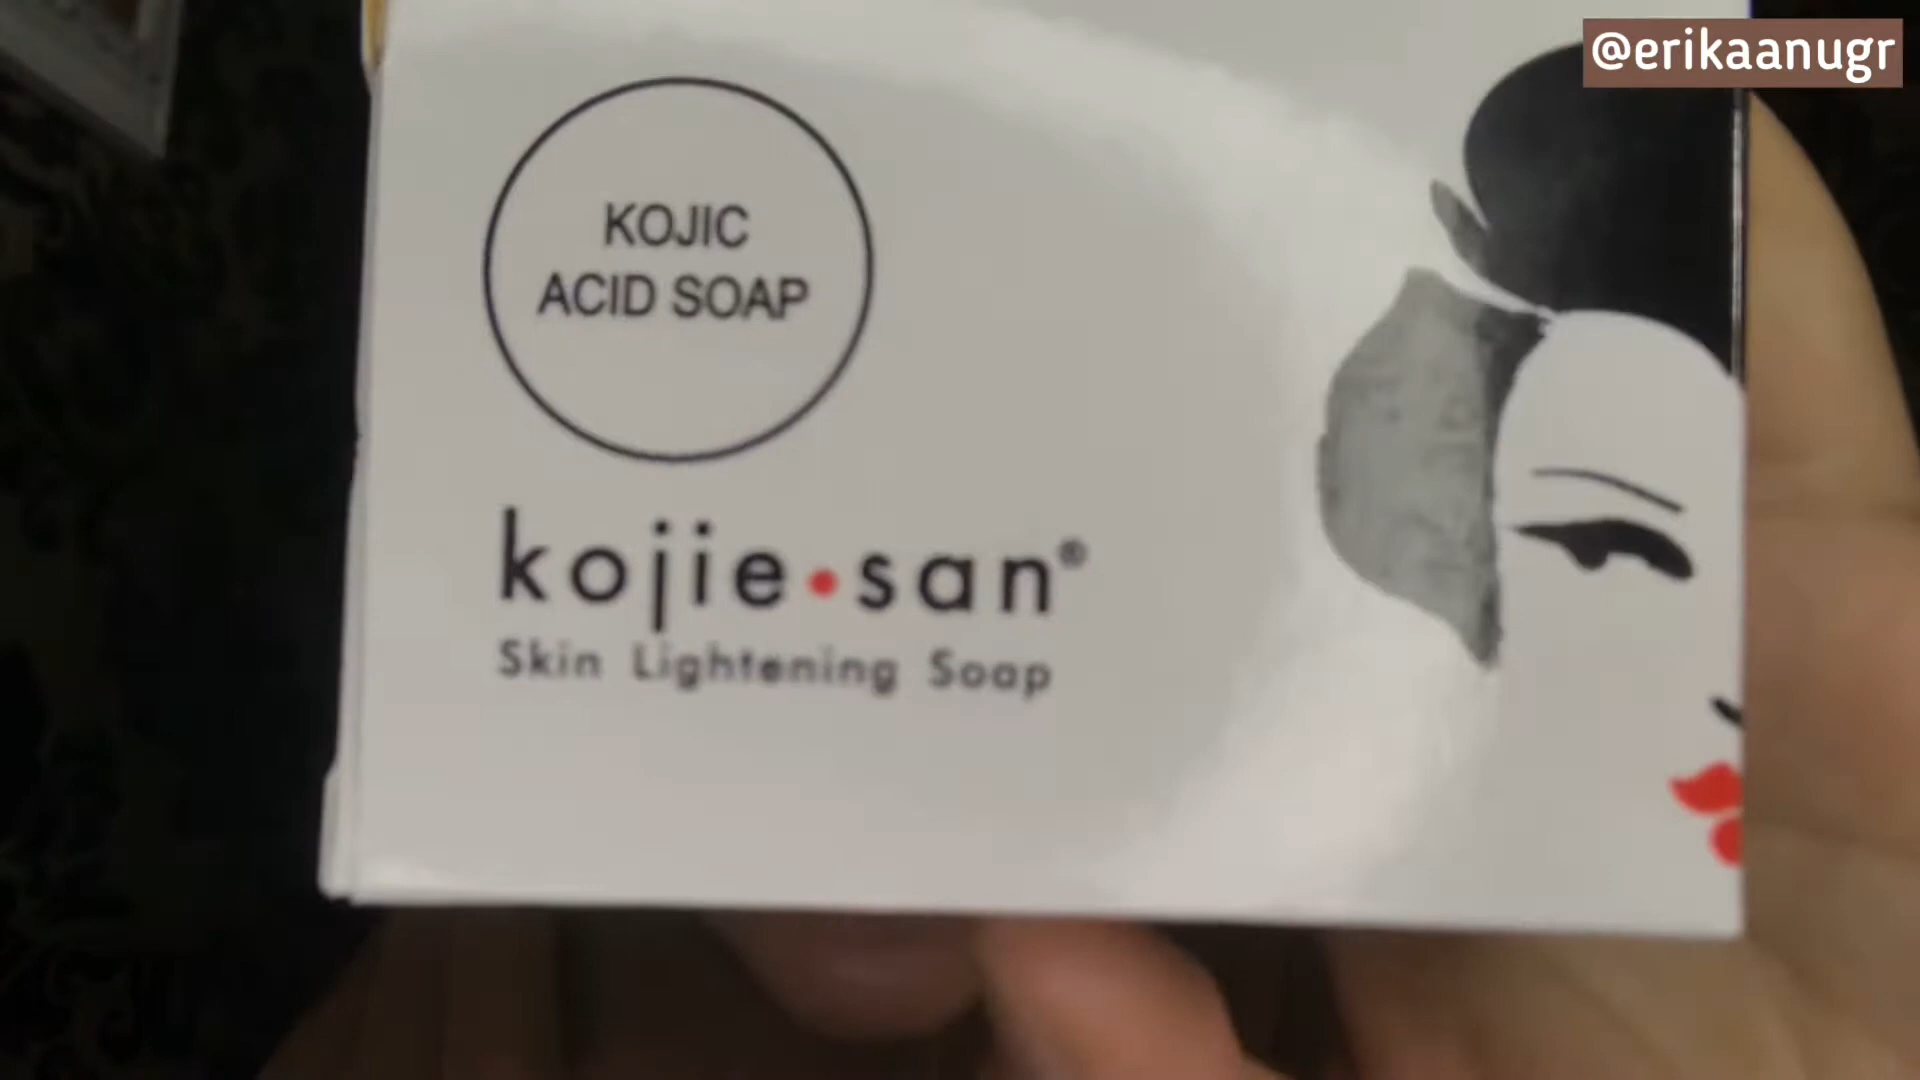 @erikaanugr
KOJIC
ACID SOAP
kojie•san®
Skin Lightening Soap